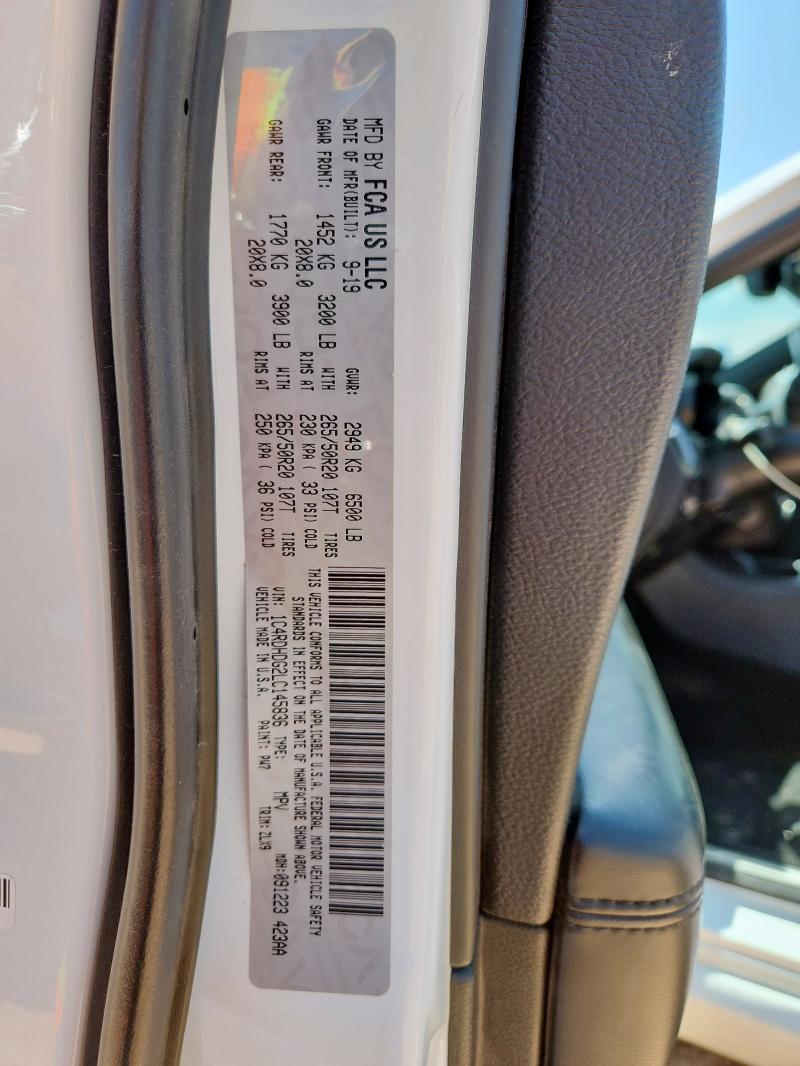 MFD BY FCA US LLC
DATE OF MFR(BUILT): 9-19 GVWR: 2949 KG 6500 LB
GAWR FRONT: 1452 KG 3200 LB WITH 265/50R20 107T TIRES
20X8.0 RIMS AT 230 KPA ( 33 PSI) COLD
GAWR REAR: 1770 KG 3900 LB WITH 265/50R20 107T TIRES
20X8.0 RIMS AT 250 KPA ( 36 PSI) COLD
THIS VEHICLE CONFORMS TO ALL APPLICABLE U.S.A. FEDERAL MOTOR VEHICLE SAFETY
STANDARDS IN EFFECT ON THE DATE OF MANUFACTURE SHOWN ABOVE.
VIN: 1C4RDHDG2LC145836 TYPE: MPV MDH:091223 423AA
VEHICLE MADE IN U.S.A. PAINT: PW7 TRIM: ZLX9